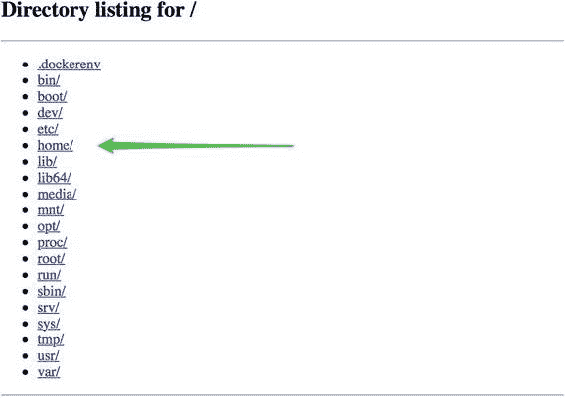 Directory listing for /
.dockerenv
bin/
boot/
dev/
etc/
home/
lib/
lib64/
media/
mnt/
opt/
proc/
root/
run/
sbin/
srv/
sys/
tmp/
usr/
var/